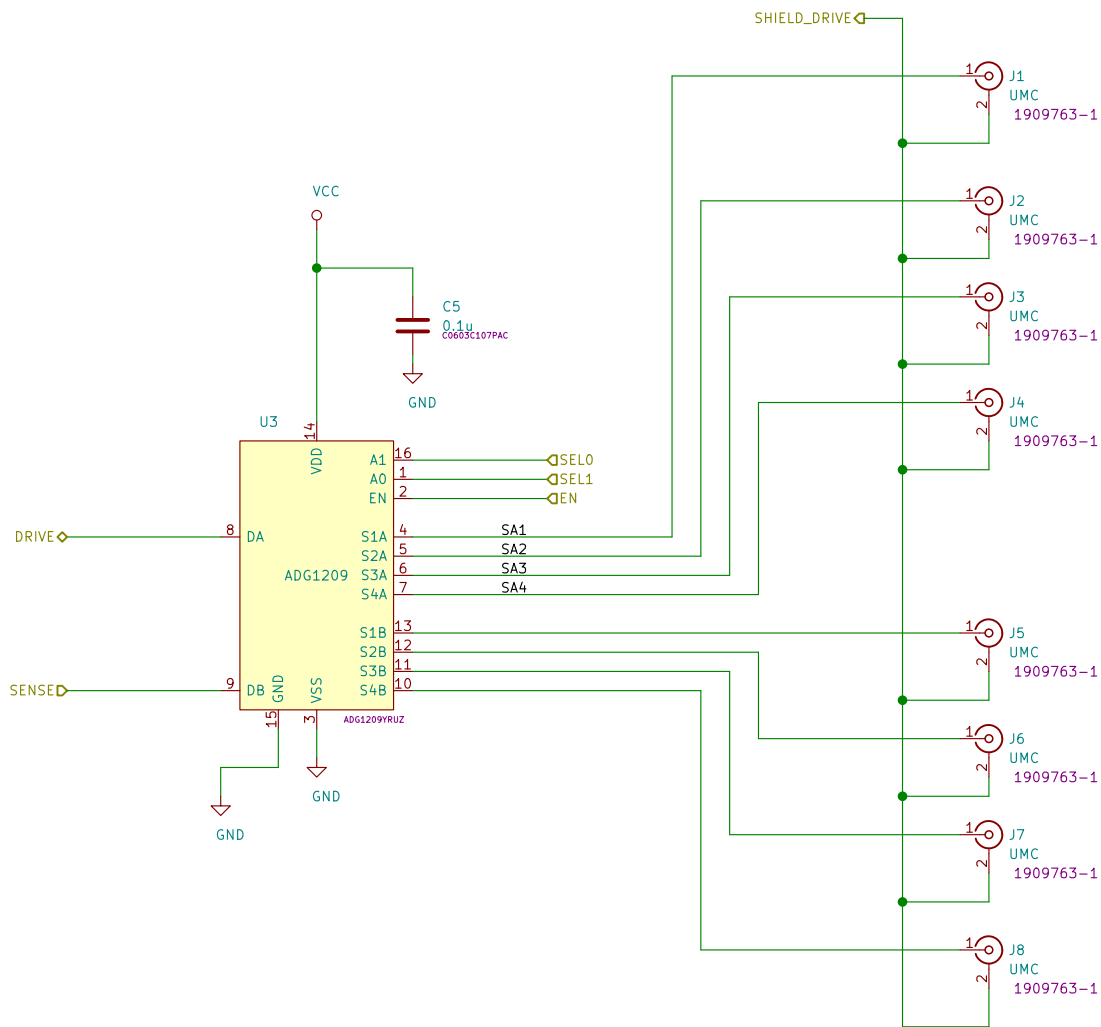 SHIELD_DRIVE
1 J1
UMC
2 1909763-1
VCC
1 J2
UMC
2 1909763-1
1 J3
UMC
2 1909763-1
C5
0.1u
C0603C107PAC
GND
1 J4
UMC
2 1909763-1
U3
14
VDD
A1 16 SEL0
A0 1 SEL1
EN 2 EN
DRIVE 8 DA
S1A 4 SA1
S2A 5 SA2
ADG1209 S3A 6 SA3
S4A 7 SA4
S1B 13
S2B 12
S3B 11
SENSE 9 DB S4B 10
GND VSS
15 3 ADG1209YRUZ
GND
GND
1 J5
UMC
2 1909763-1
1 J6
UMC
2 1909763-1
1 J7
UMC
2 1909763-1
1 J8
UMC
2 1909763-1